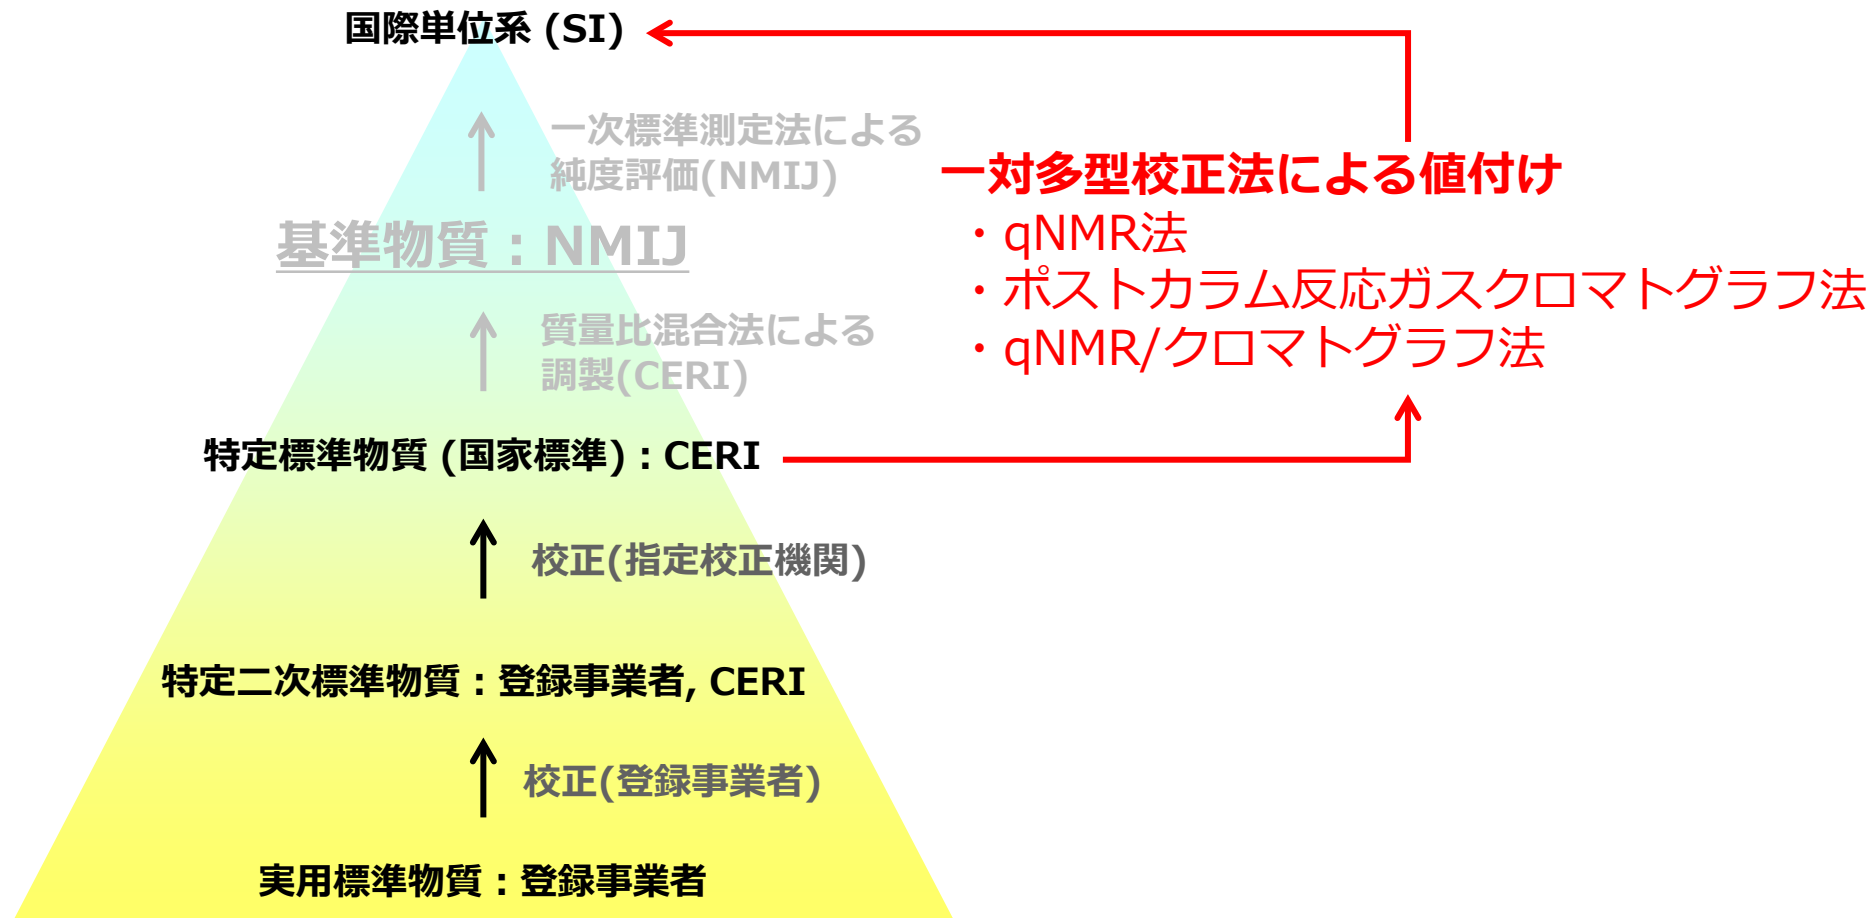 国際単位系 (SI)
一次標準測定法による
純度評価(NMIJ)
基準物質：NMIJ
質量比混合法による
調製(CERI)
一対多型校正法による値付け
・qNMR法
・ポストカラム反応ガスクロマトグラフ法
・qNMR/クロマトグラフ法
特定標準物質 (国家標準)：CERI
校正(指定校正機関)
特定二次標準物質：登録事業者, CERI
校正(登録事業者)
実用標準物質：登録事業者